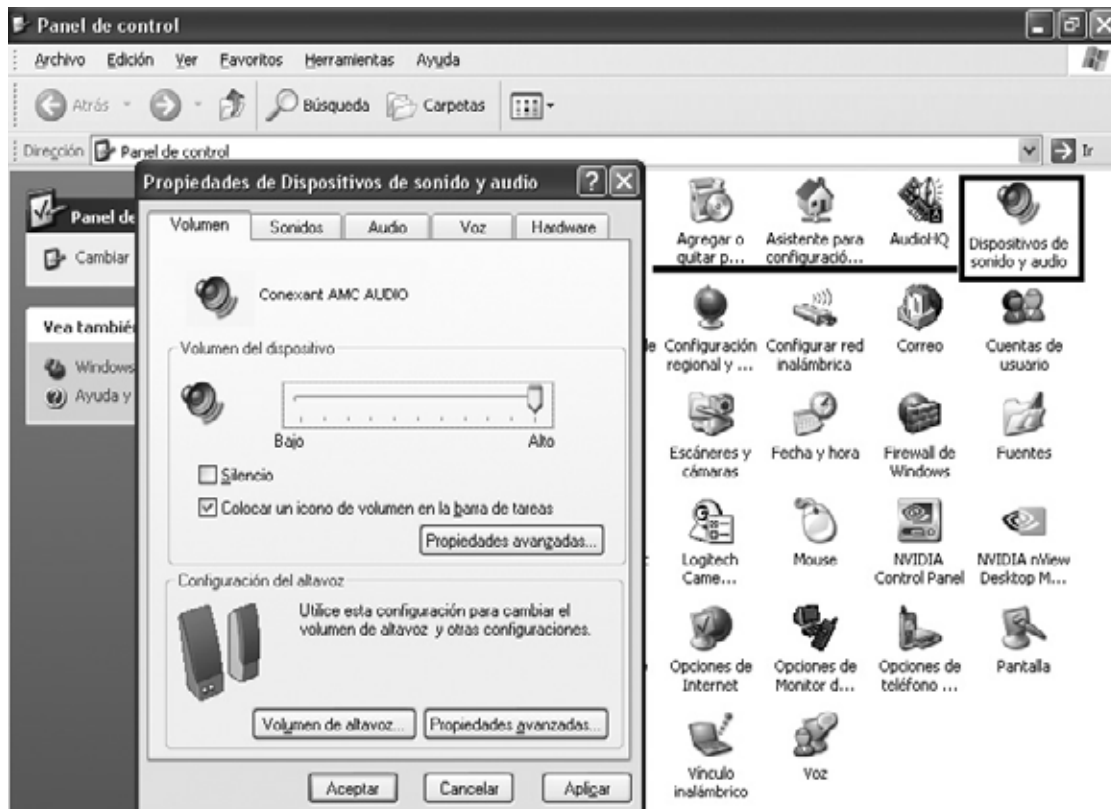 Panel de control
Archivo Edición Ver Favoritos Herramientas Ayuda
Atrás Búsqueda Carpetas
Dirección Panel de control Ir
Panel de
Cambiar
Vea también
Windows
Ayuda y
Propiedades de Dispositivos de sonido y audio
Volumen Sonidos Audio Voz Hardware
Conexant AMC AUDIO
Volumen del dispositivo
Bajo Alto
Silencio
Colocar un icono de volumen en la barra de tareas
Propiedades avanzadas...
Configuración del altavoz
Utilice esta configuración para cambiar el
volumen de altavoz y otras configuraciones.
Volumen de altavoz... Propiedades avanzadas...
Aceptar Cancelar Aplicar
Agregar o
quitar p...
Asistente para
configuració...
AudioHQ
Dispositivos de
sonido y audio
Configuración
regional y ...
Configurar red
inalámbrica
Correo
Cuentas de
usuario
Escáneres y
cámaras
Fecha y hora
Firewall de
Windows
Fuentes
Logitech
Came...
Mouse
NVIDIA
Control Panel
NVIDIA nView
Desktop M...
Opciones de
Internet
Opciones de
Monitor d...
Opciones de
teléfono ...
Pantalla
Vínculo
inalámbrico
Voz